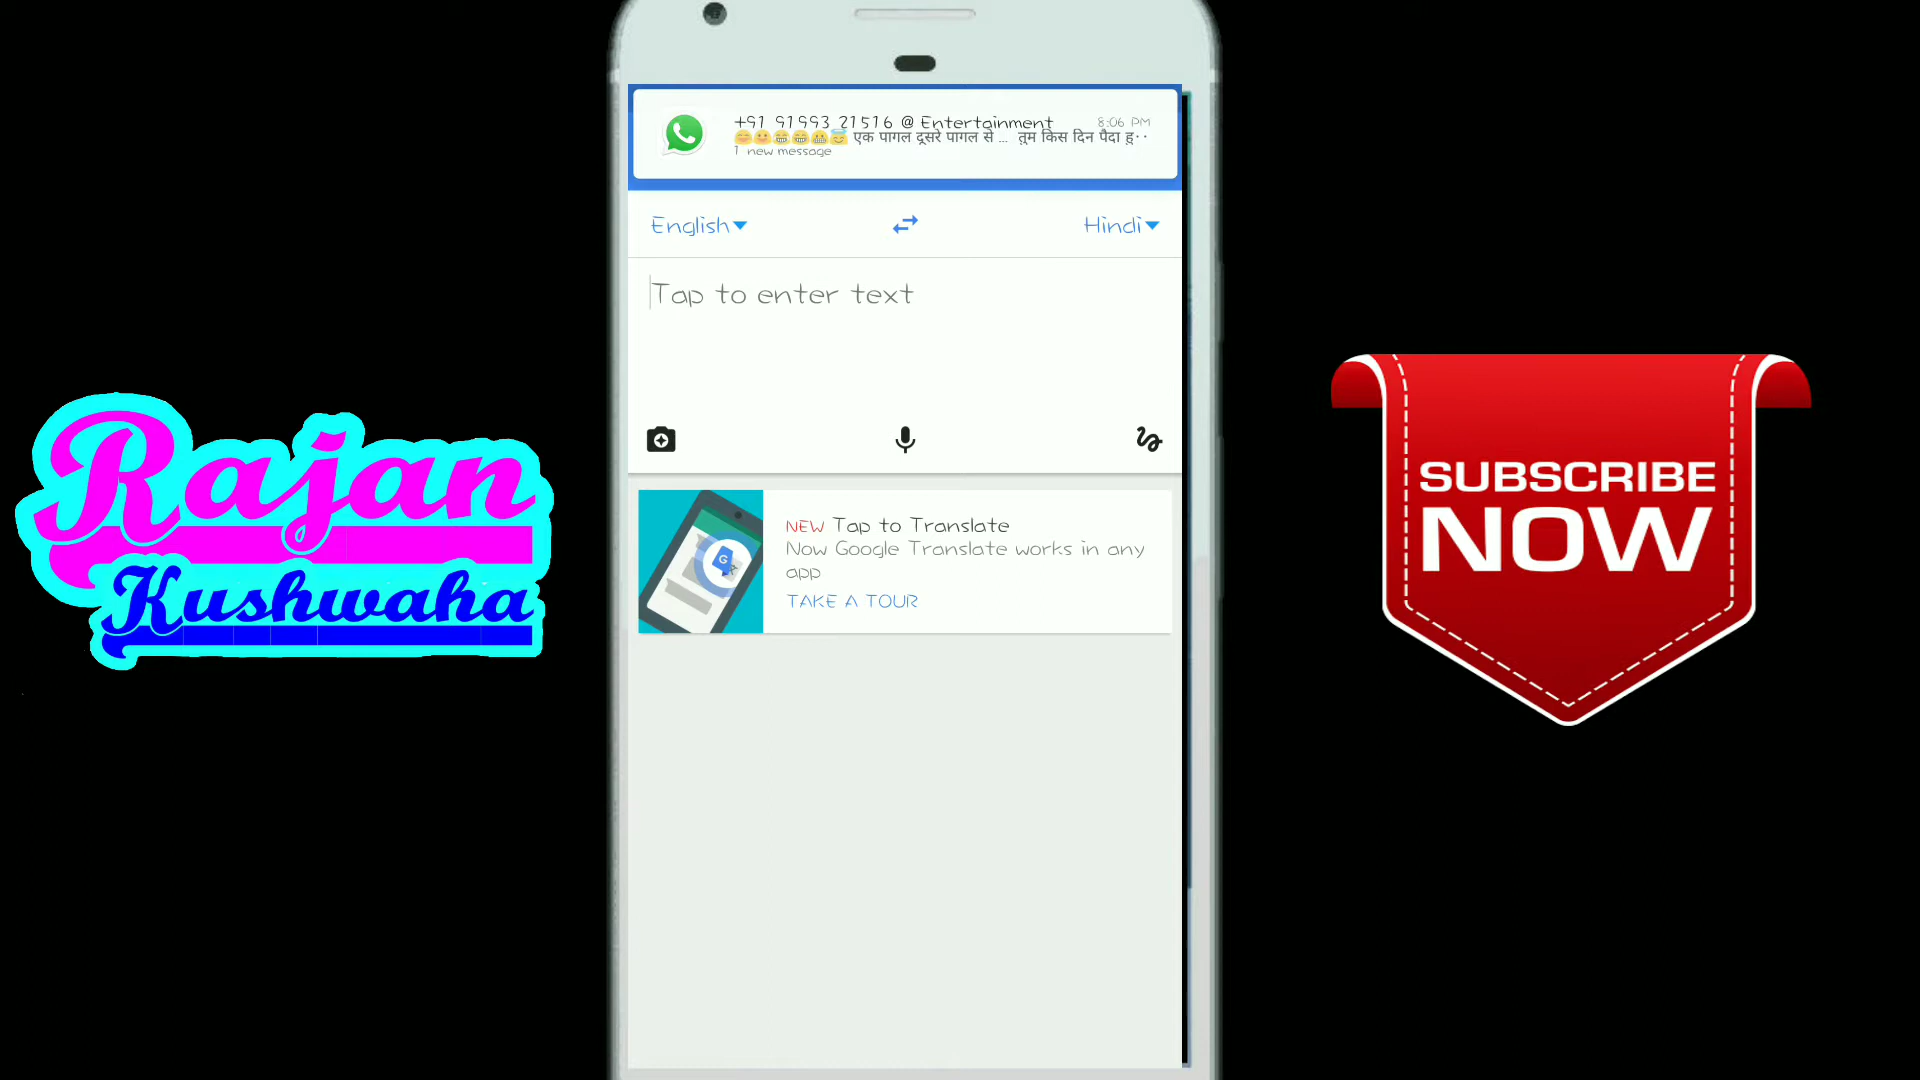 +91 91993 21516 @ Entertainment
8:06 PM
😄😀😂😂😬😇 एक पागल दूसरे पागल से ... तुम किस दिन पैदा हु..
1 new message
English
Hindi
Tap to enter text
NEW Tap to Translate
Now Google Translate works in any
app
TAKE A TOUR
Rajan
Kushwaha
SUBSCRIBE
NOW